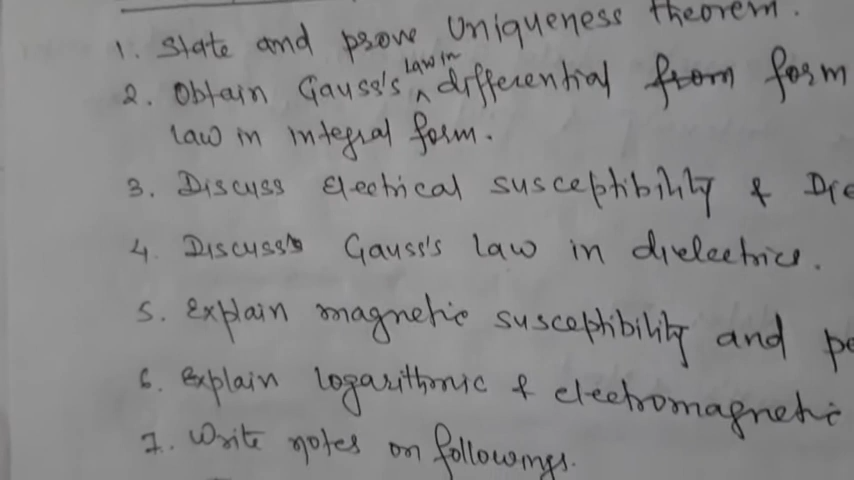 1. State and prove Uniqueness theorem.
2. Obtain Gauss's law in differential from form
law in integral form.
3. Discuss Electrical susceptibility & Die
4. Discuss Gauss's law in dielectrics.
5. Explain magnetic susceptibility and pe
6. Explain logarithmic & electromagnetic
7. Write notes on followings.